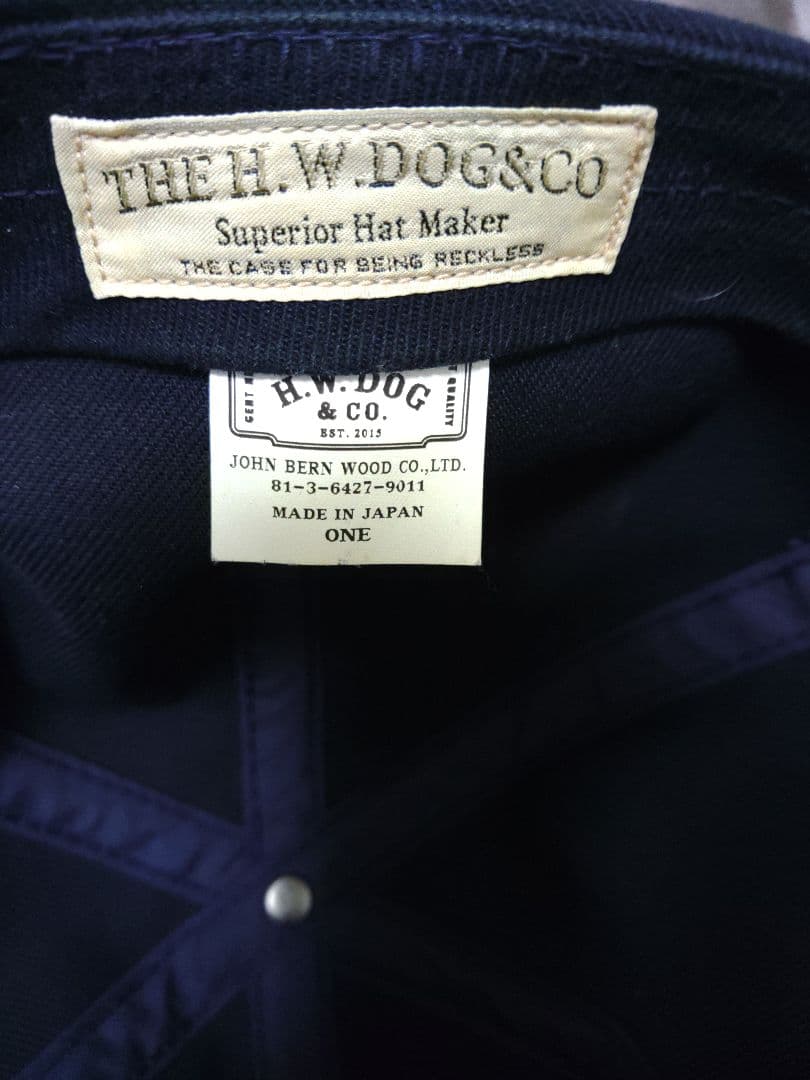 THE H.W.DOG&CO
Superior Hat Maker
THE CASE FOR BEING RECKLESS
H.W. DOG
& CO.
EST. 2015
QUALITY
JOHN BERN WOOD CO.,LTD.
81-3-6427-9011
MADE IN JAPAN
ONE